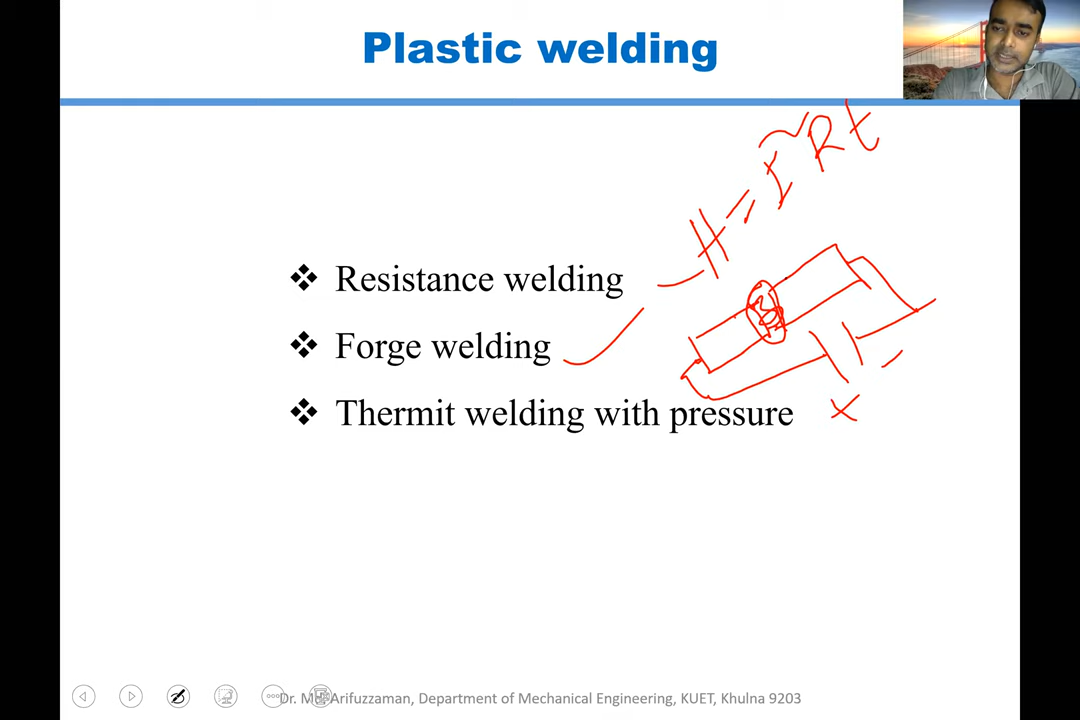 Plastic welding
H = I² R t
❖ Resistance welding
❖ Forge welding
❖ Thermit welding with pressure
Dr. Md. Arifuzzaman, Department of Mechanical Engineering, KUET, Khulna 9203